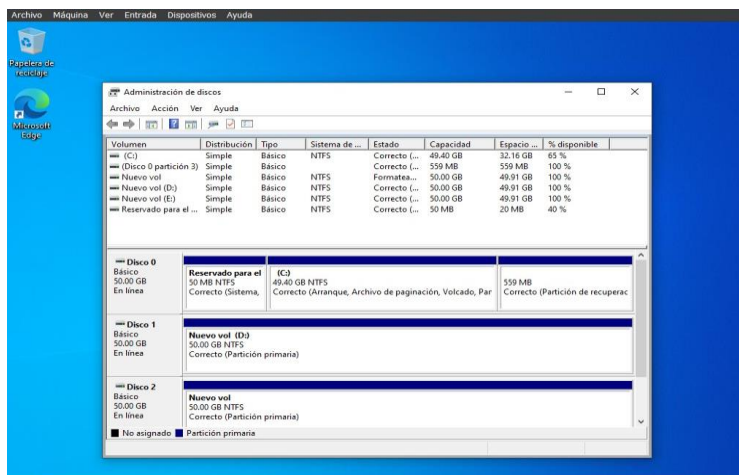 Archivo Máquina Ver Entrada Dispositivos Ayuda
Papelera de
reciclaje
Microsoft
Edge
Administración de discos
Archivo Acción Ver Ayuda
Volumen Distribución Tipo Sistema de ... Estado Capacidad Espacio ... % disponible
(C:) Simple Básico NTFS Correcto (... 49.40 GB 32.16 GB 65 %
(Disco 0 partición 3) Simple Básico Correcto (... 559 MB 559 MB 100 %
Nuevo vol Simple Básico NTFS Formatea... 50.00 GB 49.91 GB 100 %
Nuevo vol (D:) Simple Básico NTFS Correcto (... 50.00 GB 49.91 GB 100 %
Nuevo vol (E:) Simple Básico NTFS Correcto (... 50.00 GB 49.91 GB 100 %
Reservado para el ... Simple Básico NTFS Correcto (... 50 MB 20 MB 40 %
Disco 0
Básico
50.00 GB
En línea
Reservado para el
50 MB NTFS
Correcto (Sistema,
(C:)
49.40 GB NTFS
Correcto (Arranque, Archivo de paginación, Volcado, Par
559 MB
Correcto (Partición de recuperac
Disco 1
Básico
50.00 GB
En línea
Nuevo vol (D:)
50.00 GB NTFS
Correcto (Partición primaria)
Disco 2
Básico
50.00 GB
En línea
Nuevo vol
50.00 GB NTFS
Correcto (Partición primaria)
No asignado Partición primaria